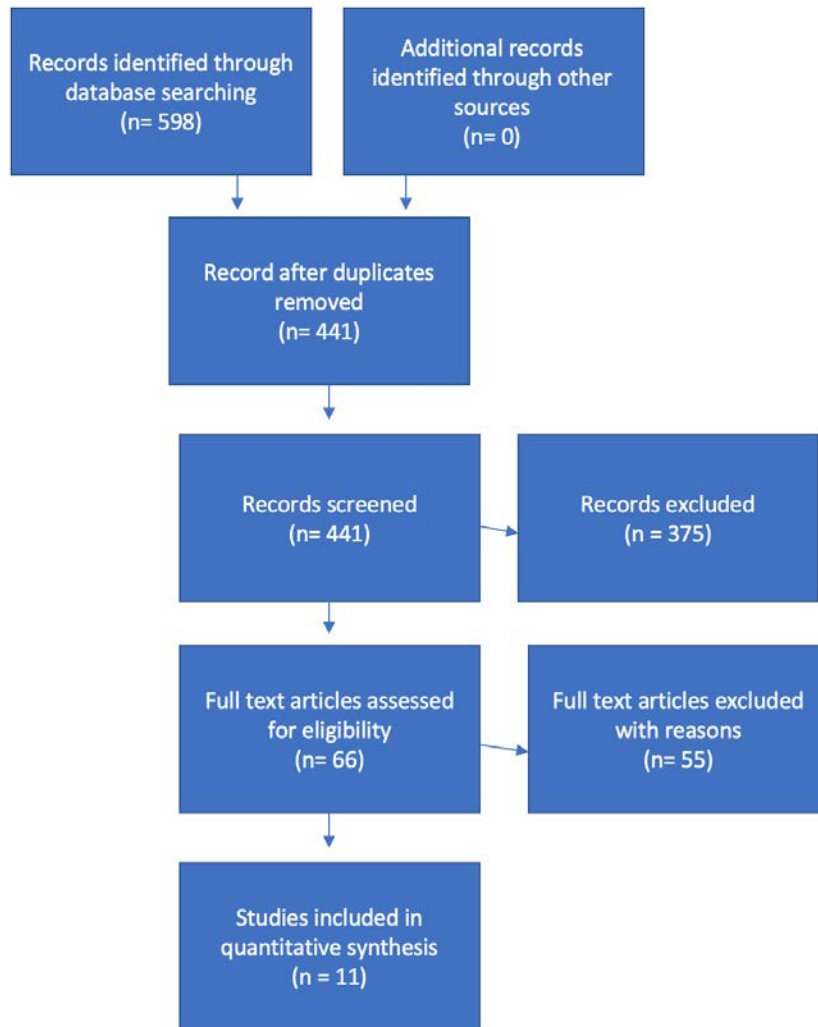 Records identified through
database searching
(n= 598)
Additional records
identified through other
sources
(n= 0)
Record after duplicates
removed
(n= 441)
Records screened
(n= 441)
Records excluded
(n = 375)
Full text articles assessed
for eligibility
(n= 66)
Full text articles excluded
with reasons
(n= 55)
Studies included in
quantitative synthesis
(n = 11)